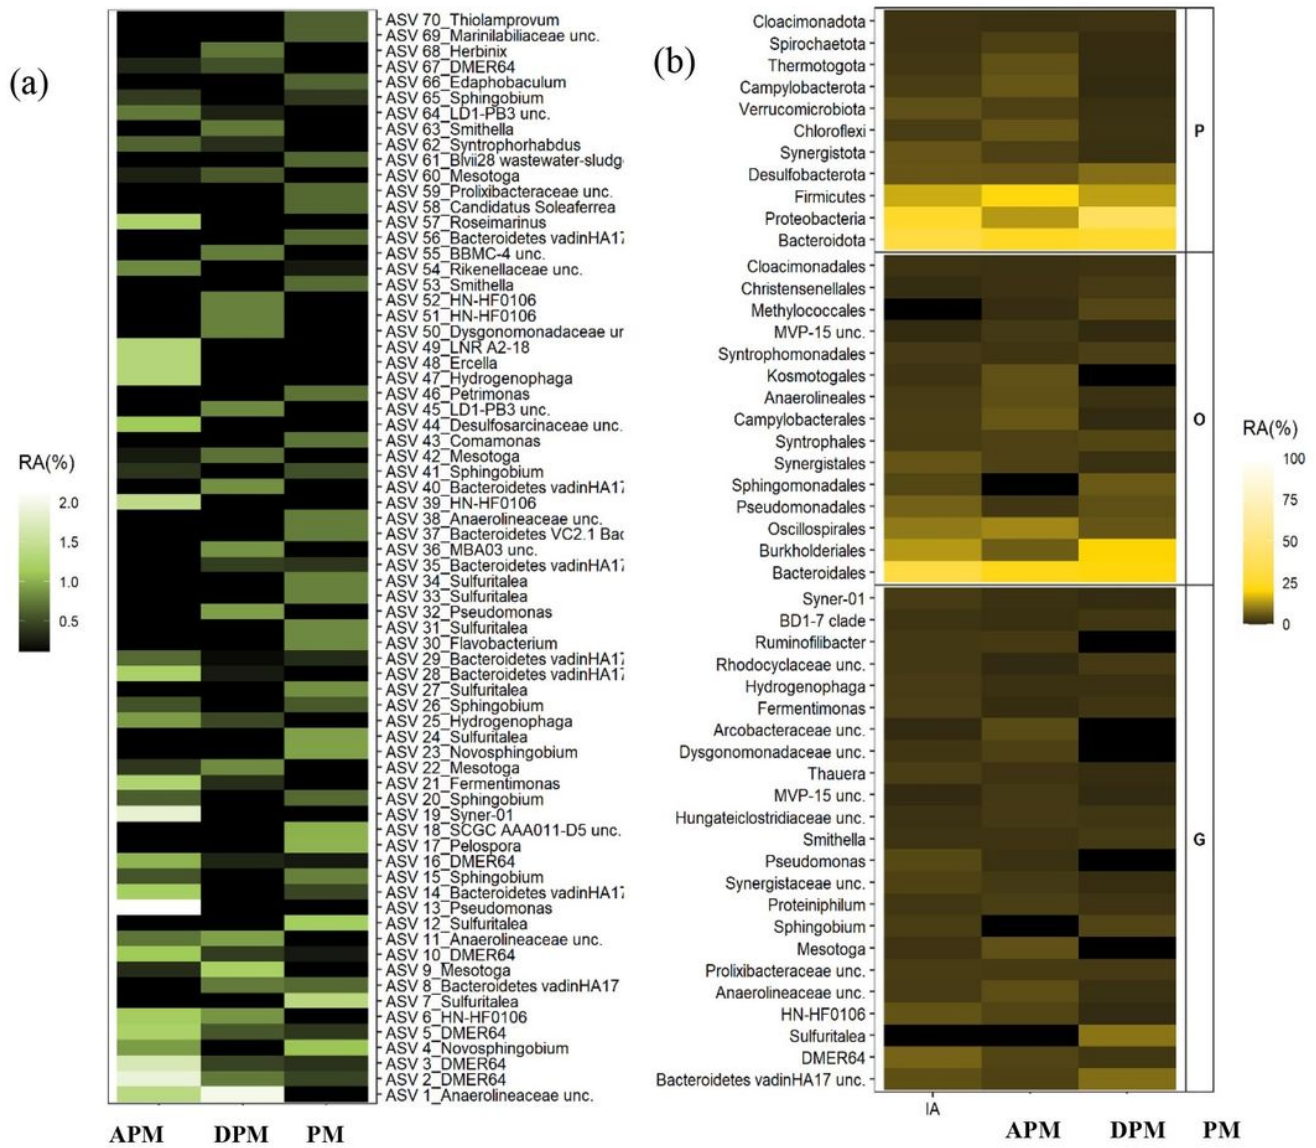 (a)
ASV 70_Thiolamprovum
ASV 69_Marinilabiliaceae unc.
ASV 68_Herbinix
ASV 67_DMER64
ASV 66_Edaphobaculum
ASV 65_Sphingobium
ASV 64_LD1-PB3 unc.
ASV 63_Smithella
ASV 62_Syntrophorhabdus
ASV 61_Blvii28 wastewater-sludg
ASV 60_Mesotoga
ASV 59_Prolixibacteraceae unc.
ASV 58_Candidatus Soleaferrea
ASV 57_Roseimarinus
ASV 56_Bacteroidetes vadinHA17
ASV 55_BBMC-4 unc.
ASV 54_Rikenellaceae unc.
ASV 53_Smithella
ASV 52_HN-HF0106
ASV 51_HN-HF0106
ASV 50_Dysgonomonadaceae ur
ASV 49_LNR A2-18
ASV 48_Ercella
ASV 47_Hydrogenophaga
ASV 46_Petrimonas
ASV 45_LD1-PB3 unc.
ASV 44_Desulfosarcinaceae unc.
ASV 43_Comamonas
ASV 42_Mesotoga
ASV 41_Sphingobium
ASV 40_Bacteroidetes vadinHA17
ASV 39_HN-HF0106
ASV 38_Anaerolineaceae unc.
ASV 37_Bacteroidetes VC2.1 Bac
ASV 36_MBA03 unc.
ASV 35_Bacteroidetes vadinHA17
ASV 34_Sulfuritalea
ASV 33_Sulfuritalea
ASV 32_Pseudomonas
ASV 31_Sulfuritalea
ASV 30_Flavobacterium
ASV 29_Bacteroidetes vadinHA17
ASV 28_Bacteroidetes vadinHA17
ASV 27_Sulfuritalea
ASV 26_Sphingobium
ASV 25_Hydrogenophaga
ASV 24_Sulfuritalea
ASV 23_Novosphingobium
ASV 22_Mesotoga
ASV 21_Fermentimonas
ASV 20_Sphingobium
ASV 19_Syner-01
ASV 18_SCGC AAA011-D5 unc.
ASV 17_Pelospora
ASV 16_DMER64
ASV 15_Sphingobium
ASV 14_Bacteroidetes vadinHA17
ASV 13_Pseudomonas
ASV 12_Sulfuritalea
ASV 11_Anaerolineaceae unc.
ASV 10_DMER64
ASV 9_Mesotoga
ASV 8_Bacteroidetes vadinHA17
ASV 7_Sulfuritalea
ASV 6_HN-HF0106
ASV 5_DMER64
ASV 4_Novosphingobium
ASV 3_DMER64
ASV 2_DMER64
ASV 1_Anaerolineaceae unc.
RA(%)
2.0
1.5
1.0
0.5
APM DPM PM
(b)
Cloacimonadota
Spirochaetota
Thermotogota
Campylobacterota
Verrucomicrobiota
Chloroflexi
Synergistota
Desulfobacterota
Firmicutes
Proteobacteria
Bacteroidota
P
Cloacimonadales
Christensenellales
Methylococcales
MVP-15 unc.
Syntrophomonadales
Kosmotogales
Anaerolineales
Campylobacterales
Syntrophales
Synergistales
Sphingomonadales
Pseudomonadales
Oscillospirales
Burkholderiales
Bacteroidales
O
Syner-01
BD1-7 clade
Ruminofilibacter
Rhodocyclaceae unc.
Hydrogenophaga
Fermentimonas
Arcobacteraceae unc.
Dysgonomonadaceae unc.
Thauera
MVP-15 unc.
Hungateiclostridiaceae unc.
Smithella
Pseudomonas
Synergistaceae unc.
Proteiniphilum
Sphingobium
Mesotoga
Prolixibacteraceae unc.
Anaerolineaceae unc.
HN-HF0106
Sulfuritalea
DMER64
Bacteroidetes vadinHA17 unc.
G
RA(%)
100
75
50
25
0
IA
APM DPM PM